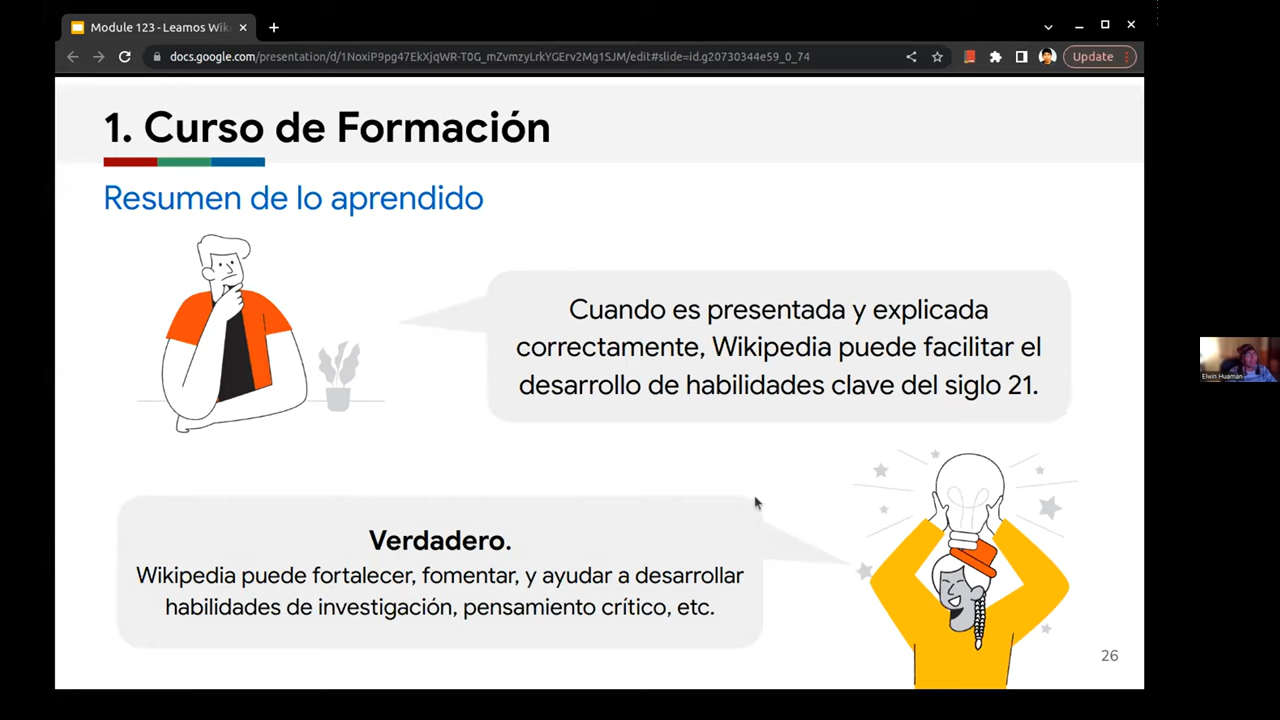 Module 123 - Leamos Wik
docs.google.com/presentation/d/1NoxiP9pg47EkXjqWR-T0G_mZvmzyLrkYGErv2Mg1SJM/edit#slide=id.g20730344e59_0_74
Update
1. Curso de Formación
Resumen de lo aprendido
Cuando es presentada y explicada
correctamente, Wikipedia puede facilitar el
desarrollo de habilidades clave del siglo 21.
Elwin Huaman
Verdadero.
Wikipedia puede fortalecer, fomentar, y ayudar a desarrollar
habilidades de investigación, pensamiento crítico, etc.
26